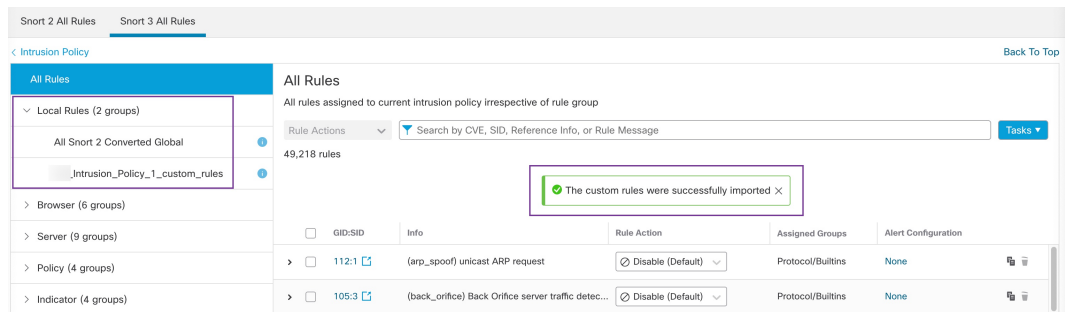 Snort 2 All Rules Snort 3 All Rules
< Intrusion Policy Back To Top
All Rules
Local Rules (2 groups)
All Snort 2 Converted Global
_Intrusion_Policy_1_custom_rules
Browser (6 groups)
Server (9 groups)
Policy (4 groups)
Indicator (4 groups)
All Rules
All rules assigned to current intrusion policy irrespective of rule group
Rule Actions Search by CVE, SID, Reference Info, or Rule Message Tasks
49,218 rules
The custom rules were successfully imported ×
GID:SID Info Rule Action Assigned Groups Alert Configuration
112:1 (arp_spoof) unicast ARP request Disable (Default) Protocol/Builtins None
105:3 (back_orifice) Back Orifice server traffic detec... Disable (Default) Protocol/Builtins None